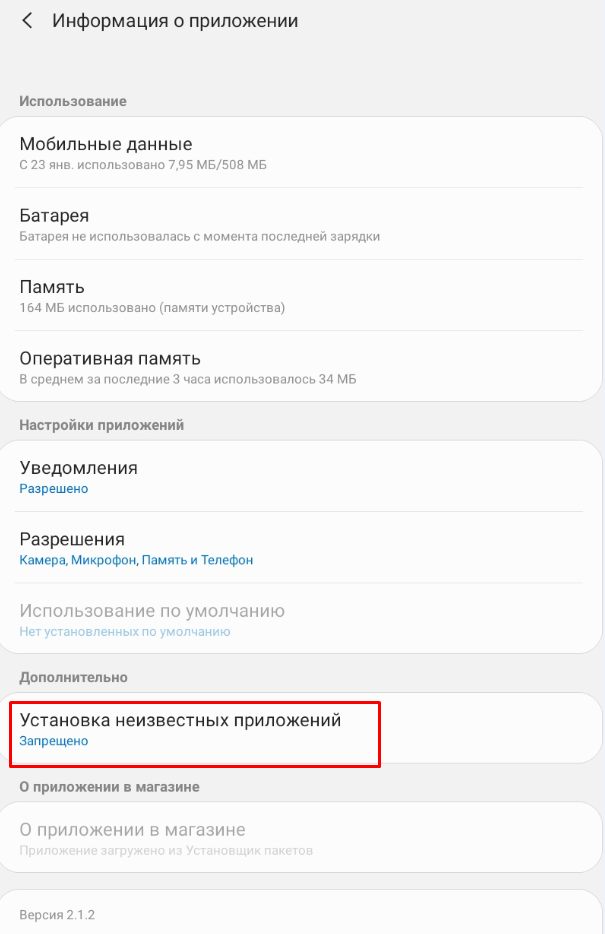 Информация о приложении
Использование
Мобильные данные
С 23 янв. использовано 7,95 МБ/508 МБ
Батарея
Батарея не использовалась с момента последней зарядки
Память
164 МБ использовано (памяти устройства)
Оперативная память
В среднем за последние 3 часа использовалось 34 МБ
Настройки приложений
Уведомления
Разрешено
Разрешения
Камера, Микрофон, Память и Телефон
Использование по умолчанию
Нет установленных по умолчанию
Дополнительно
Установка неизвестных приложений
Запрещено
О приложении в магазине
О приложении в магазине
Приложение загружено из Установщик пакетов
Версия 2.1.2